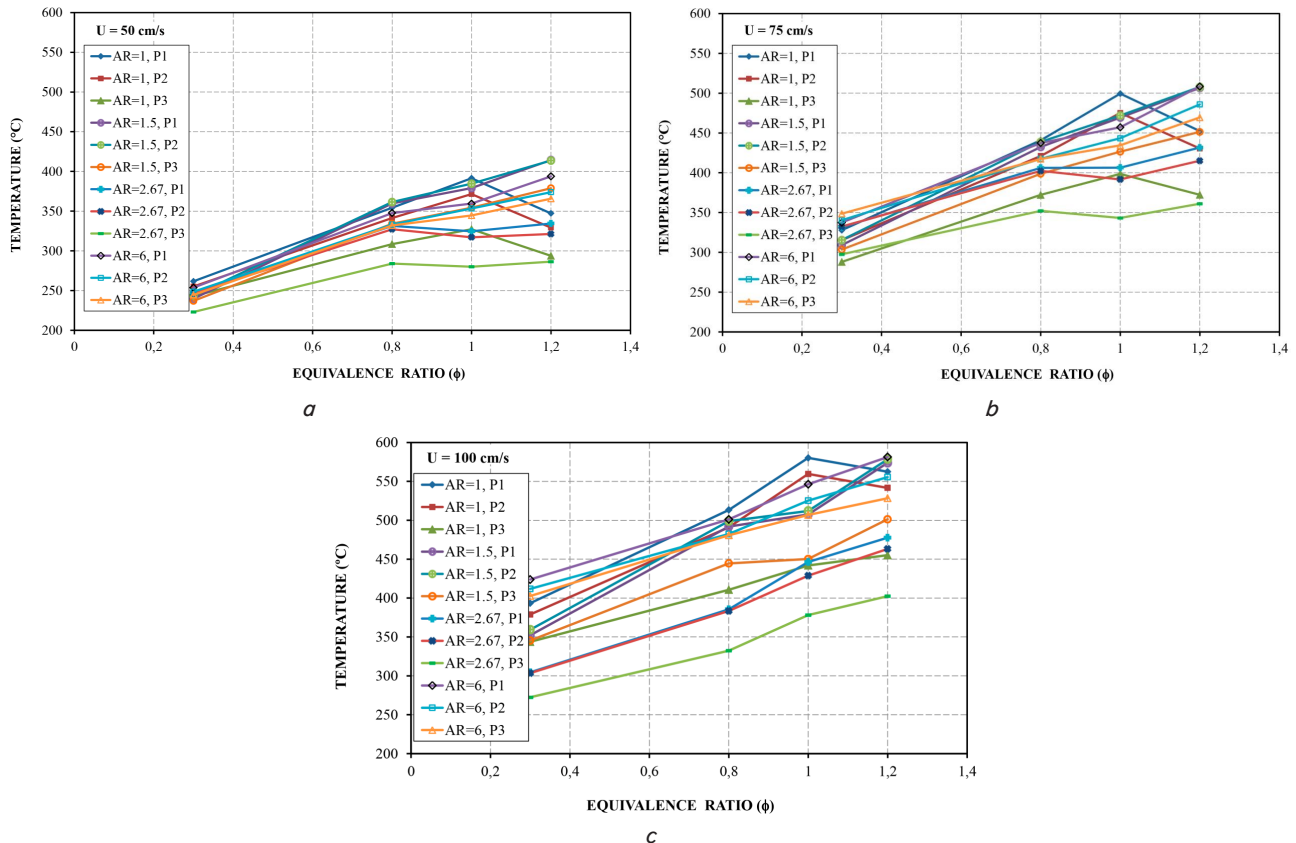 U = 50 cm/s
AR=1, P1
AR=1, P2
AR=1, P3
AR=1.5, P1
AR=1.5, P2
AR=1.5, P3
AR=2.67, P1
AR=2.67, P2
AR=2.67, P3
AR=6, P1
AR=6, P2
AR=6, P3
TEMPERATURE (°C)
600
550
500
450
400
350
300
250
200
0 0,2 0,4 0,6 0,8 1 1,2 1,4
EQUIVALENCE RATIO (ϕ)
a
U = 75 cm/s
AR=1, P1
AR=1, P2
AR=1, P3
AR=1.5, P1
AR=1.5, P2
AR=1.5, P3
AR=2.67, P1
AR=2.67, P2
AR=2.67, P3
AR=6, P1
AR=6, P2
AR=6, P3
TEMPERATURE (°C)
600
550
500
450
400
350
300
250
200
0 0,2 0,4 0,6 0,8 1 1,2 1,4
EQUIVALENCE RATIO (ϕ)
b
U = 100 cm/s
AR=1, P1
AR=1, P2
AR=1, P3
AR=1.5, P1
AR=1.5, P2
AR=1.5, P3
AR=2.67, P1
AR=2.67, P2
AR=2.67, P3
AR=6, P1
AR=6, P2
AR=6, P3
TEMPERATURE (°C)
600
550
500
450
400
350
300
250
200
0 0,2 0,4 0,6 0,8 1 1,2 1,4
EQUIVALENCE RATIO (ϕ)
c